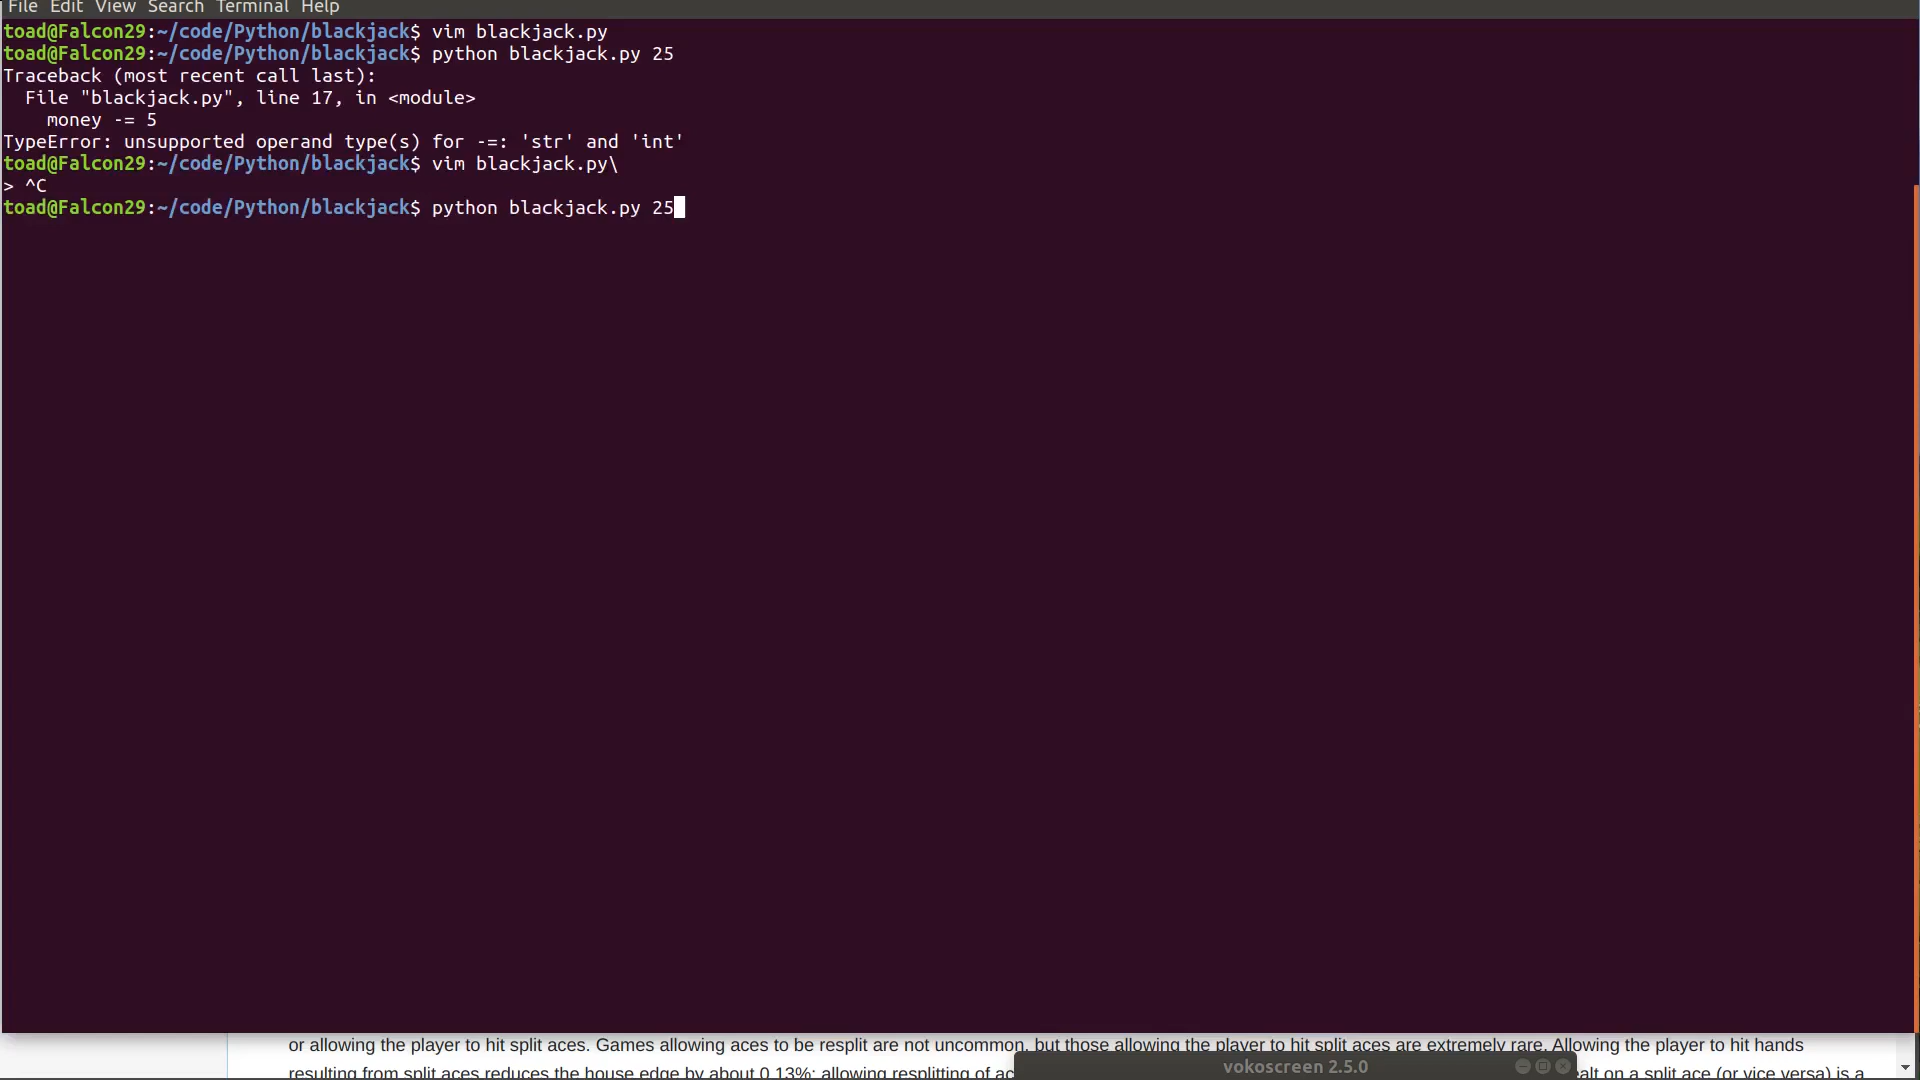 File Edit View Search Terminal Help
toad@Falcon29:~/code/Python/blackjack$ vim blackjack.py
toad@Falcon29:~/code/Python/blackjack$ python blackjack.py 25
Traceback (most recent call last):
  File "blackjack.py", line 17, in <module>
    money -= 5
TypeError: unsupported operand type(s) for -=: 'str' and 'int'
toad@Falcon29:~/code/Python/blackjack$ vim blackjack.py\
> ^C
toad@Falcon29:~/code/Python/blackjack$ python blackjack.py 25
or allowing the player to hit split aces. Games allowing aces to be resplit are not uncommon, but those allowing the player to hit split aces are extremely rare. Allowing the player to hit hands
resulting from split aces reduces the house edge by about 0.13%; allowing resplitting of ac
vokoscreen 2.5.0
ealt on a split ace (or vice versa) is a